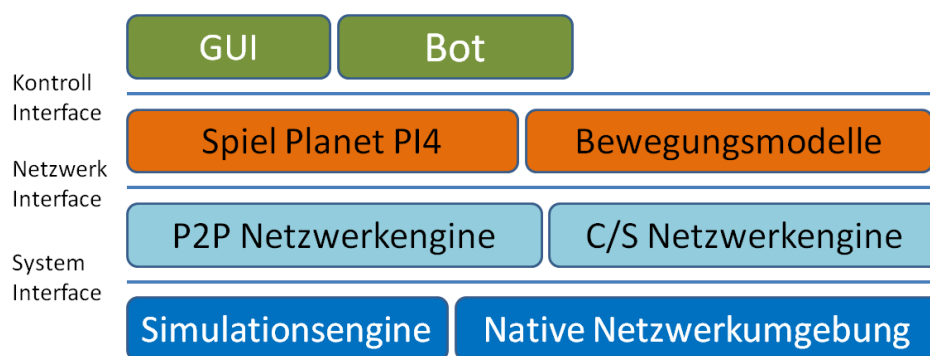 GUI
Bot
Kontroll
Interface
Spiel Planet PI4
Bewegungsmodelle
Netzwerk
Interface
P2P Netzwerkengine
C/S Netzwerkengine
System
Interface
Simulationsengine
Native Netzwerkumgebung